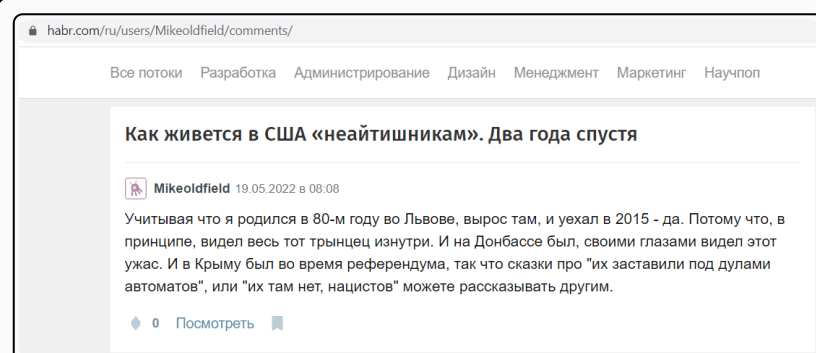 habr.com/ru/users/Mikeoldfield/comments/
Все потоки Разработка Администрирование Дизайн Менеджмент Маркетинг Научпоп
Как живется в США «неайтишникам». Два года спустя
Mikeoldfield 19.05.2022 в 08:08
Учитывая что я родился в 80-м году во Львове, вырос там, и уехал в 2015 - да. Потому что, в
принципе, видел весь тот трынцец изнутри. И на Донбассе был, своими глазами видел этот
ужас. И в Крыму был во время референдума, так что сказки про "их заставили под дулами
автоматов", или "их там нет, нацистов" можете рассказывать другим.
0 Посмотреть